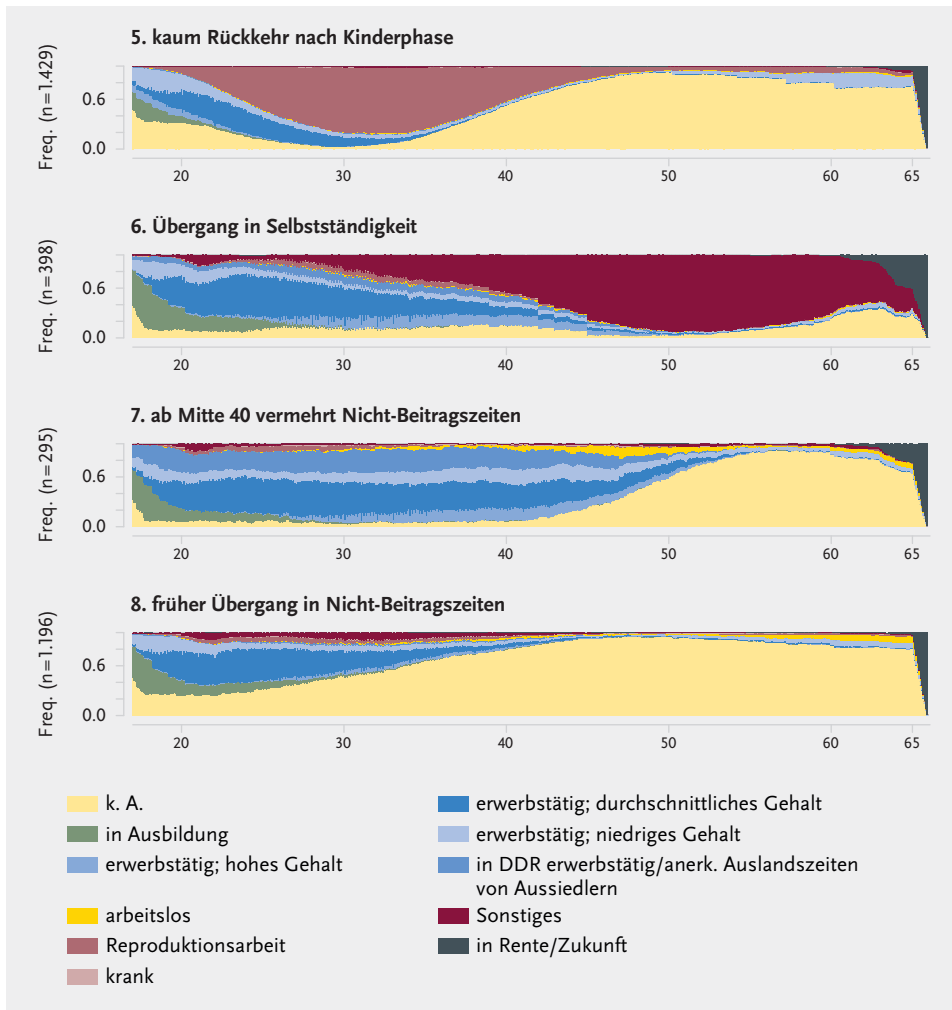 5. kaum Rückkehr nach Kinderphase
Freq. (n=1.429)
0.6
0.0
20 30 40 50 60 65
6. Übergang in Selbstständigkeit
Freq. (n=398)
0.6
0.0
20 30 40 50 60 65
7. ab Mitte 40 vermehrt Nicht-Beitragszeiten
Freq. (n=295)
0.6
0.0
20 30 40 50 60 65
8. früher Übergang in Nicht-Beitragszeiten
Freq. (n=1.196)
0.6
0.0
20 30 40 50 60 65
k. A.
in Ausbildung
erwerbstätig; hohes Gehalt
arbeitslos
Reproduktionsarbeit
krank
erwerbstätig; durchschnittliches Gehalt
erwerbstätig; niedriges Gehalt
in DDR erwerbstätig/anerk. Auslandszeiten
von Aussiedlern
Sonstiges
in Rente/Zukunft